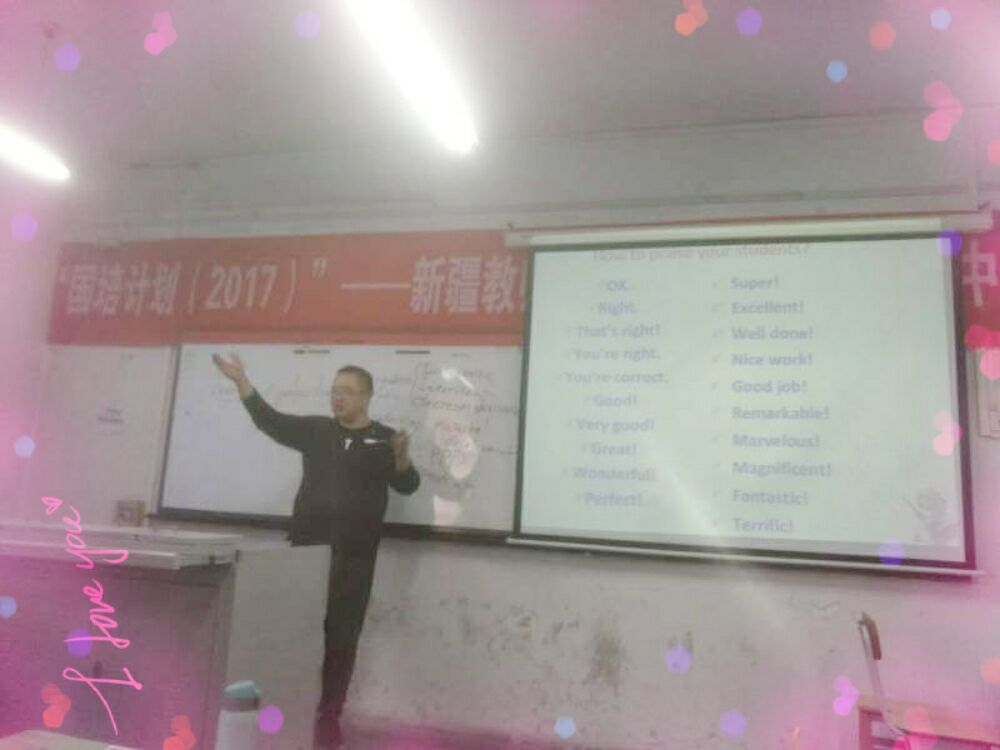 “国培计划（2017）”——新疆教
中
How to praise your students?
OK.
Right.
That's right!
You're right.
You're correct.
Good!
Very good!
Great!
Wonderful!
Perfect!
Super!
Excellent!
Well done!
Nice work!
Good job!
Remarkable!
Marvelous!
Magnificent!
Fantastic!
Terrific!
I love you